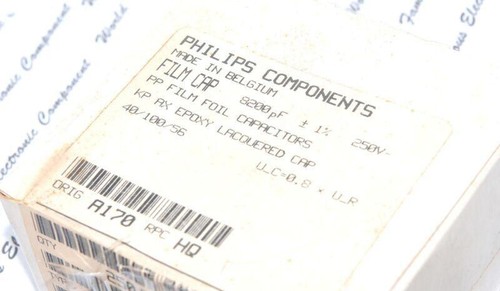 PHILIPS COMPONENTS
MADE IN BELGIUM
FILM CAP 8200pF ± 1% 250V-
PP FILM FOIL CAPACITORS
KP AX EPOXY LACQUERED CAP
40/100/56 U_C=0.8 x U_R
ORIG A170 RPC HQ
QTY